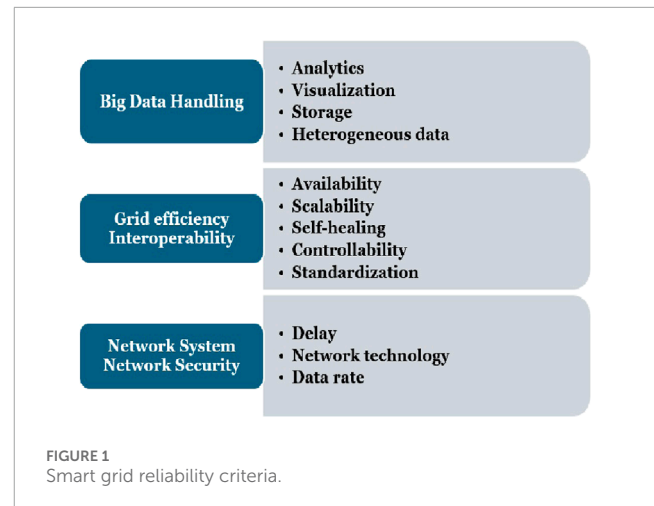 Big Data Handling
• Analytics
• Visualization
• Storage
• Heterogeneous data
Grid efficiency
Interoperability
• Availability
• Scalability
• Self-healing
• Controllability
• Standardization
Network System
Network Security
• Delay
• Network technology
• Data rate
FIGURE 1
Smart grid reliability criteria.